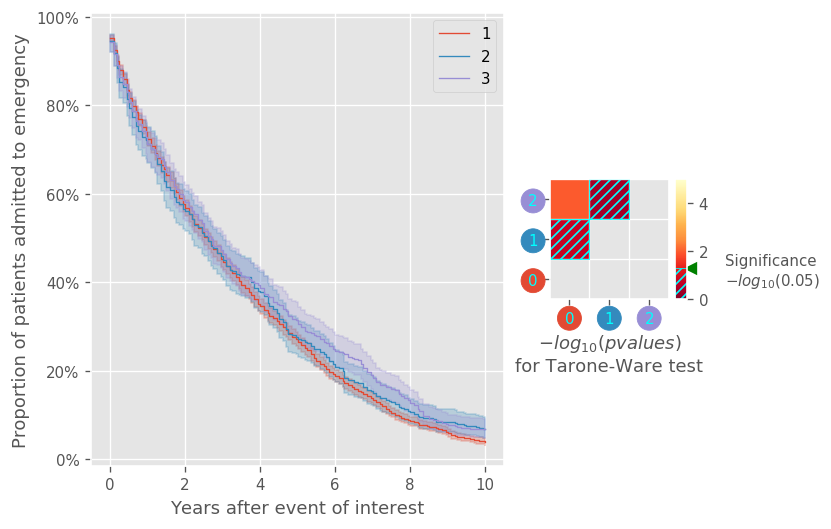 100%
80%
60%
40%
20%
0%
Proportion of patients admitted to emergency
1
2
3
0 2 4 6 8 10
Years after event of interest
2
1
0
0 1 2
4
2
0
Significance
−log₁₀(0.05)
−log₁₀(pvalues)
for Tarone-Ware test